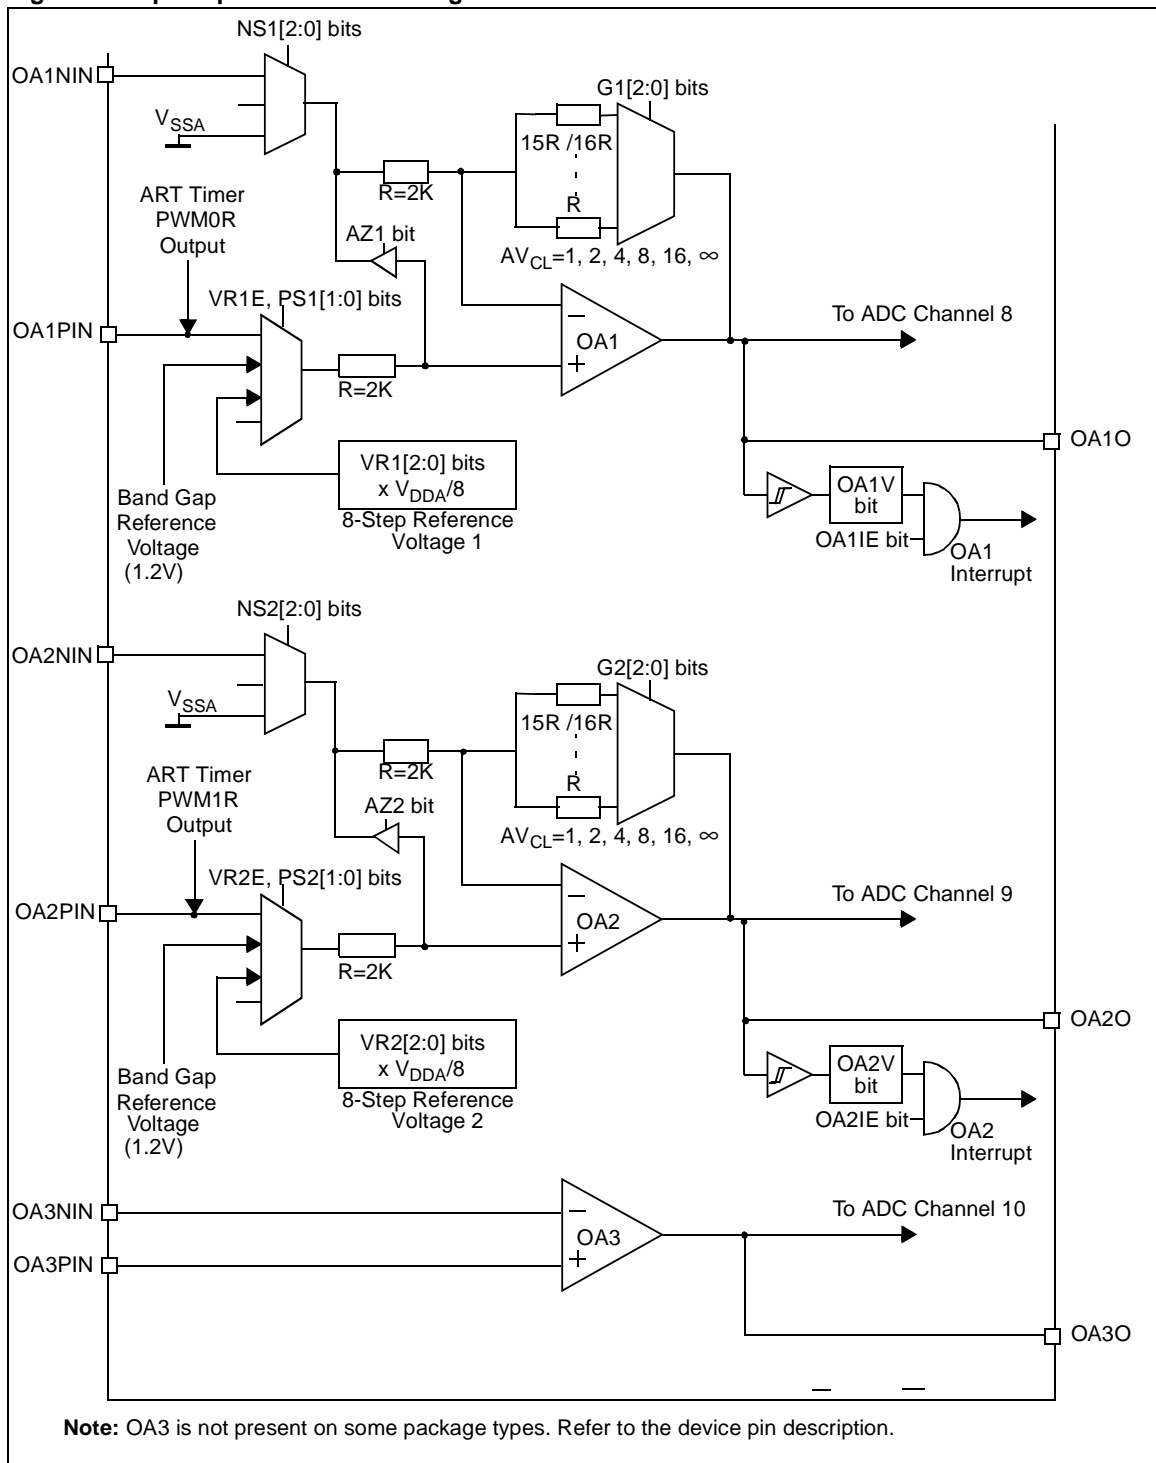 NS1[2:0] bits
OA1NIN
VSSA
G1[2:0] bits
15R /16R
R
AVCL=1, 2, 4, 8, 16, ∞
R=2K
ART Timer
PWM0R
Output
AZ1 bit
VR1E, PS1[1:0] bits
OA1PIN
R=2K
OA1
To ADC Channel 8
OA1O
VR1[2:0] bits
x VDDA/8
8-Step Reference
Voltage 1
Band Gap
Reference
Voltage
(1.2V)
OA1V
bit
OA1IE bit
OA1
Interrupt
NS2[2:0] bits
OA2NIN
VSSA
G2[2:0] bits
15R /16R
R
AVCL=1, 2, 4, 8, 16, ∞
R=2K
ART Timer
PWM1R
Output
AZ2 bit
VR2E, PS2[1:0] bits
OA2PIN
R=2K
OA2
To ADC Channel 9
OA2O
VR2[2:0] bits
x VDDA/8
8-Step Reference
Voltage 2
Band Gap
Reference
Voltage
(1.2V)
OA2V
bit
OA2IE bit
OA2
Interrupt
OA3NIN
OA3PIN
OA3
To ADC Channel 10
OA3O
Note: OA3 is not present on some package types. Refer to the device pin description.